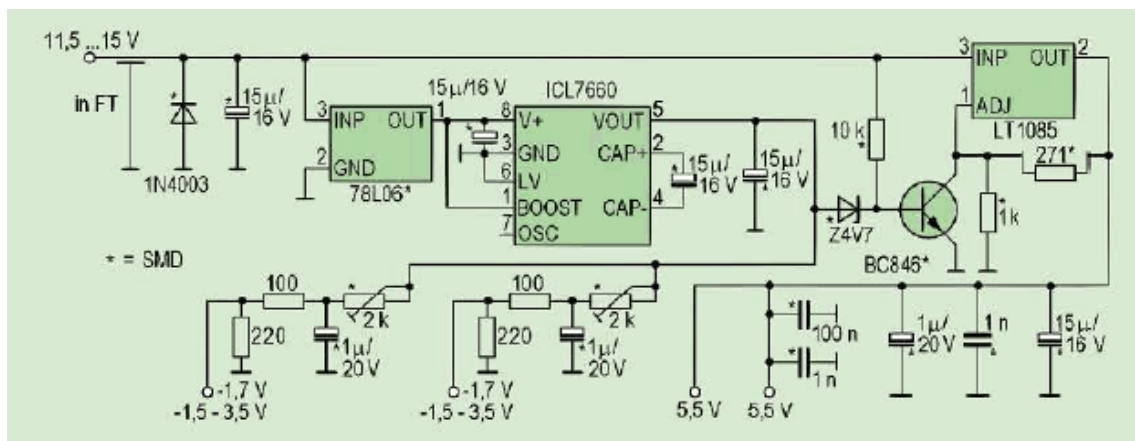 11,5 ...15 V
in FT
1N4003
15µ/
16 V
3
INP
OUT
1
2
GND
78L06*
15µ/16 V
ICL7660
8
V+
VOUT
5
3
GND
CAP+
2
6
LV
1
BOOST
CAP-
4
7
OSC
15µ/
16 V
15µ/
16 V
10 k
3
INP
OUT
2
1
ADJ
LT1085
271*
1k
Z4V7
BC846*
* = SMD
100
2 k
220
1µ/
20 V
-1,7 V
-1,5 - 3,5 V
100
2 k
220
1µ/
20 V
-1,7 V
-1,5 - 3,5 V
100 n
1n
5,5 V
5,5 V
1µ/
20 V
1 n
15µ/
16 V